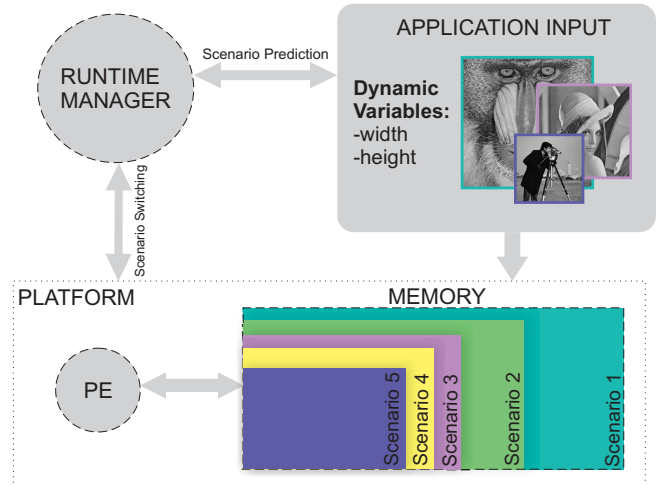 APPLICATION INPUT
RUNTIME
MANAGER
Scenario Prediction
Dynamic
Variables:
-width
-height
Scenario Switching
PLATFORM
MEMORY
PE
Scenario 5
Scenario 4
Scenario 3
Scenario 2
Scenario 1